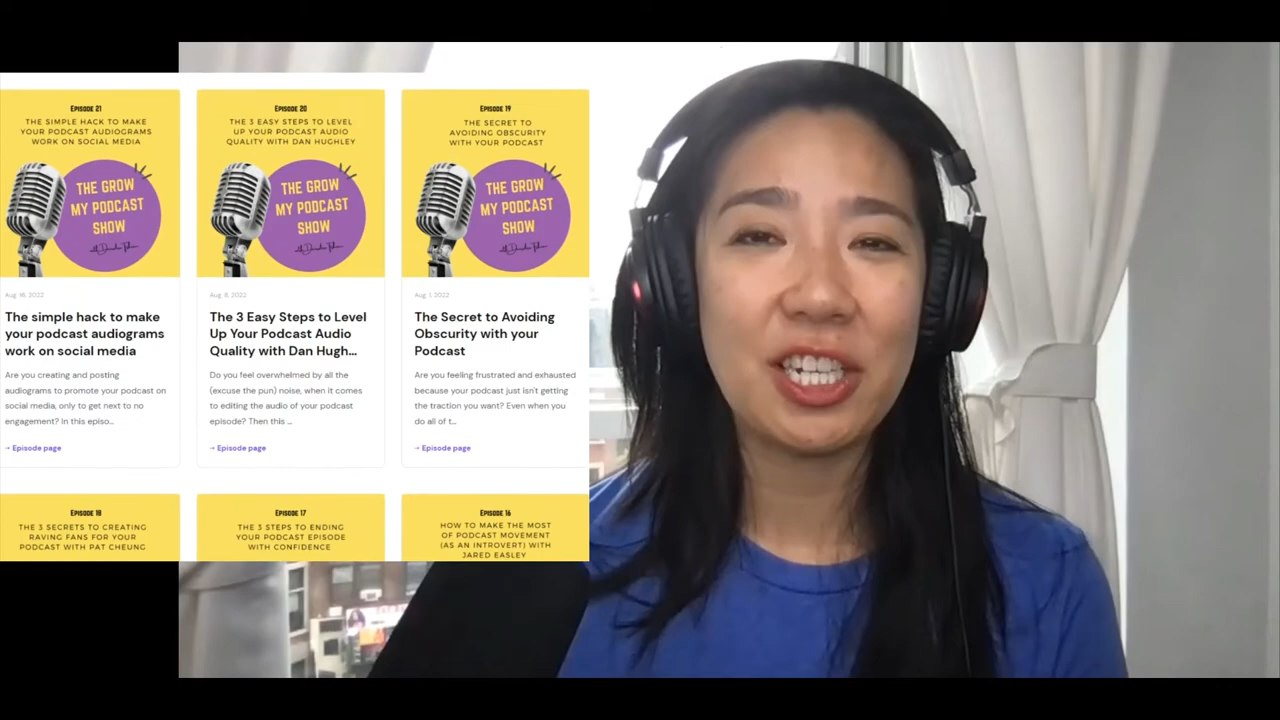 EPISODE 21
THE SIMPLE HACK TO MAKE
YOUR PODCAST AUDIOGRAMS
WORK ON SOCIAL MEDIA
THE GROW
MY PODCAST
SHOW
Aug. 16, 2022
The simple hack to make
your podcast audiograms
work on social media
Are you creating and posting
audiograms to promote your podcast on
social media, only to get next to no
engagement? In this episo...
→ Episode page
EPISODE 20
THE 3 EASY STEPS TO LEVEL
UP YOUR PODCAST AUDIO
QUALITY WITH DAN HUGHLEY
THE GROW
MY PODCAST
SHOW
Aug. 8, 2022
The 3 Easy Steps to Level
Up Your Podcast Audio
Quality with Dan Hugh...
Do you feel overwhelmed by all the
(excuse the pun) noise, when it comes
to editing the audio of your podcast
episode? Then this ...
→ Episode page
EPISODE 19
THE SECRET TO
AVOIDING OBSCURITY
WITH YOUR PODCAST
THE GROW
MY PODCAST
SHOW
Aug. 1, 2022
The Secret to Avoiding
Obscurity with your
Podcast
Are you feeling frustrated and exhausted
because your podcast just isn't getting
the traction you want? Even when you
do all of t...
→ Episode page
EPISODE 18
THE 3 SECRETS TO CREATING
RAVING FANS FOR YOUR
PODCAST WITH PAT CHEUNG
EPISODE 17
THE 3 STEPS TO ENDING
YOUR PODCAST EPISODE
WITH CONFIDENCE
EPISODE 16
HOW TO MAKE THE MOST
OF PODCAST MOVEMENT
(AS AN INTROVERT) WITH
JARED EASLEY